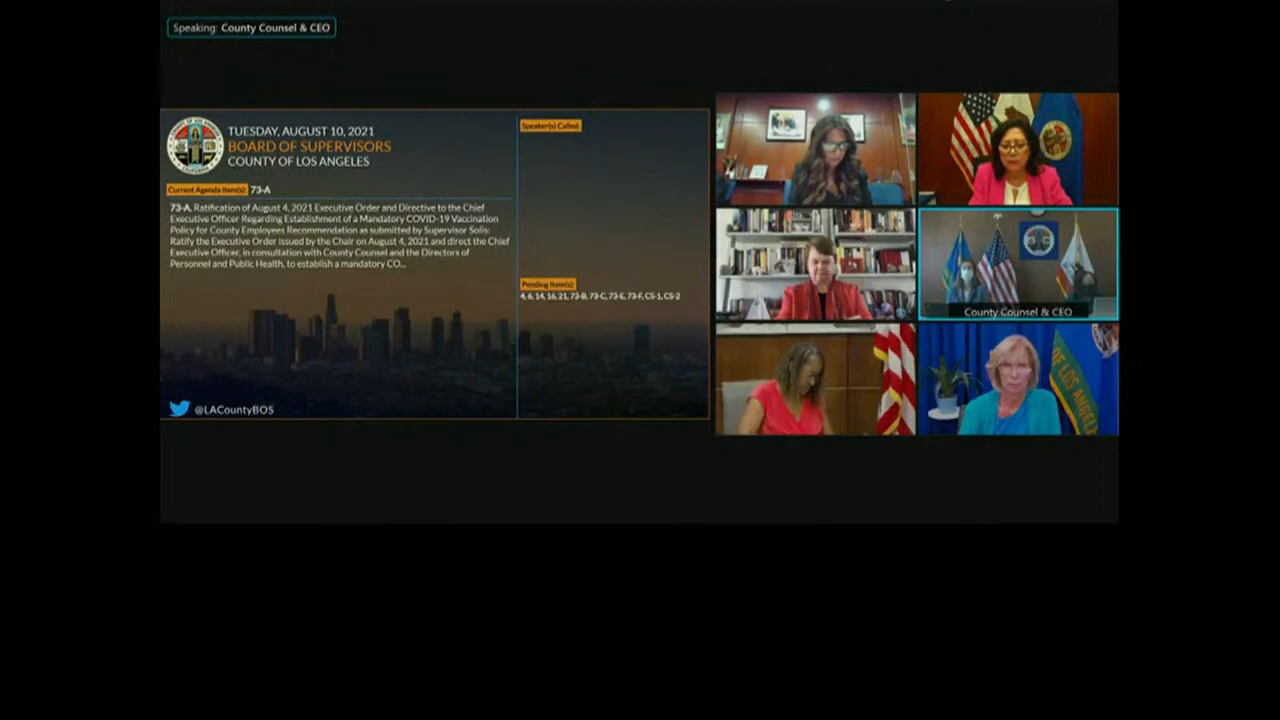 Speaking: County Counsel & CEO
TUESDAY, AUGUST 10, 2021
BOARD OF SUPERVISORS
COUNTY OF LOS ANGELES
Current Agenda Item(s): 73-A
73-A. Ratification of August 4, 2021 Executive Order and Directive to the Chief
Executive Officer Regarding Establishment of a Mandatory COVID-19 Vaccination
Policy for County Employees Recommendation as submitted by Supervisor Solis:
Ratify the Executive Order issued by the Chair on August 4, 2021 and direct the Chief
Executive Officer, in consultation with County Counsel and the Directors of
Personnel and Public Health, to establish a mandatory CO...
@LACountyBOS
Speaker(s) Called:
Pending Item(s):
4, 6, 14, 16, 21, 73-B, 73-C, 73-E, 73-F, CS-1, CS-2
County Counsel & CEO
OF LOS ANGELE